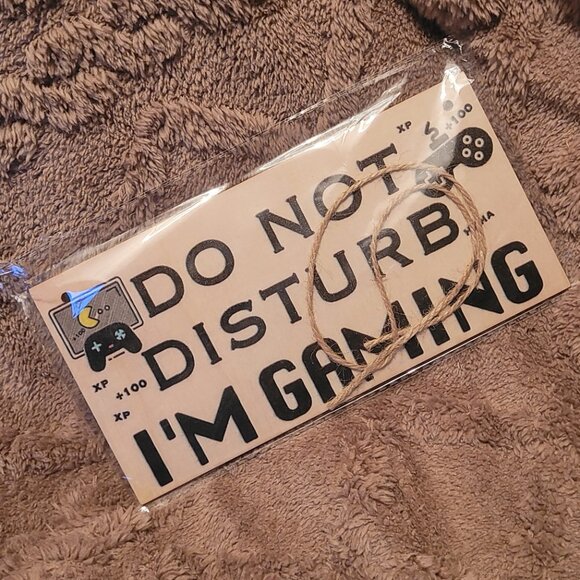 XP
+100
DO NOT
DISTURB
I'M GAMING
XP
+100
XP